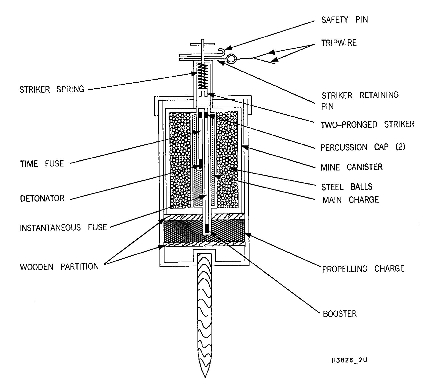 SAFETY PIN
TRIPWIRE
STRIKER SPRING
STRIKER RETAINING
PIN
TWO-PRONGED STRIKER
PERCUSSION CAP (2)
TIME FUSE
MINE CANISTER
DETONATOR
STEEL BALLS
MAIN CHARGE
INSTANTANEOUS FUSE
WOODEN PARTITION
PROPELLING CHARGE
BOOSTER